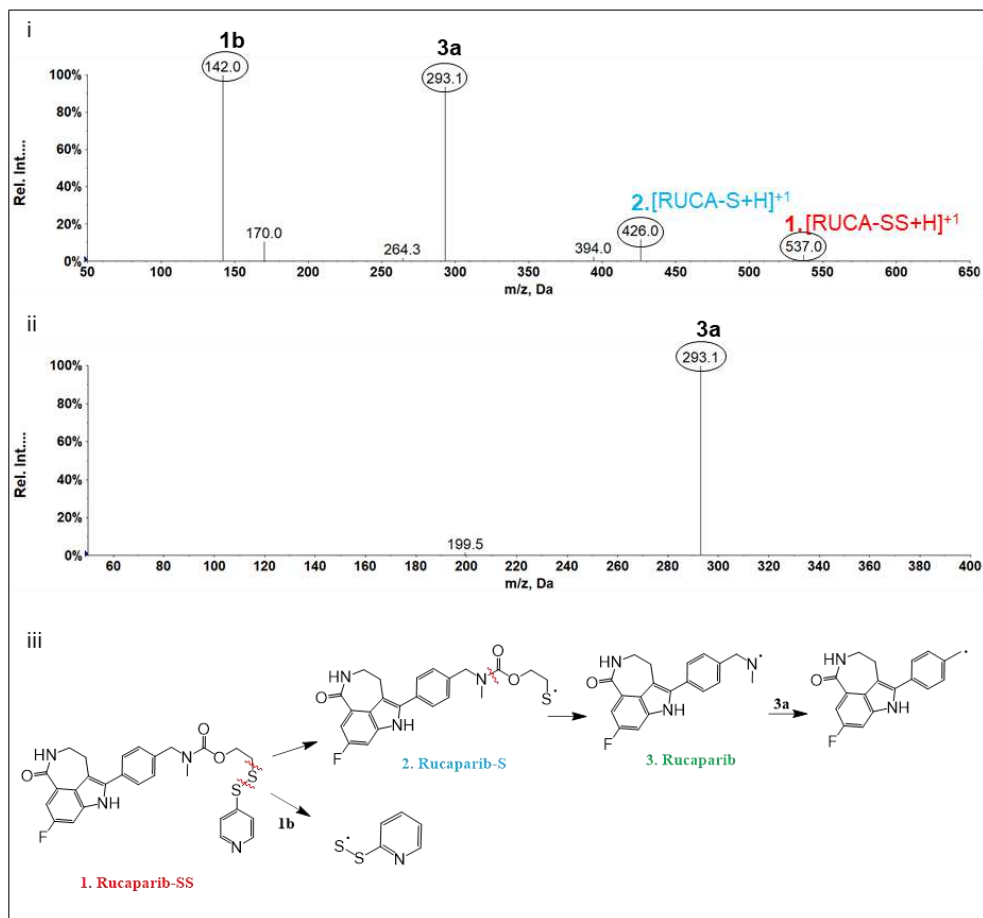 i
1b
3a
142.0
293.1
100%
80%
60%
40%
20%
0%
Rel. Int....
2.[RUCA-S+H]+1
1.[RUCA-SS+H]+1
170.0
264.3
394.0
426.0
537.0
50 100 150 200 250 300 350 400 450 500 550 600 650
m/z, Da
ii
3a
293.1
100%
80%
60%
40%
20%
0%
Rel. Int....
199.5
60 80 100 120 140 160 180 200 220 240 260 280 300 320 340 360 380 400
m/z, Da
iii
HN
O
F
NH
N
O
O
S
2. Rucaparib-S
HN
O
F
NH
N
3. Rucaparib
3a
HN
O
F
NH
HN
O
F
NH
N
O
O
S
S
N
1. Rucaparib-SS
1b
S
S
N